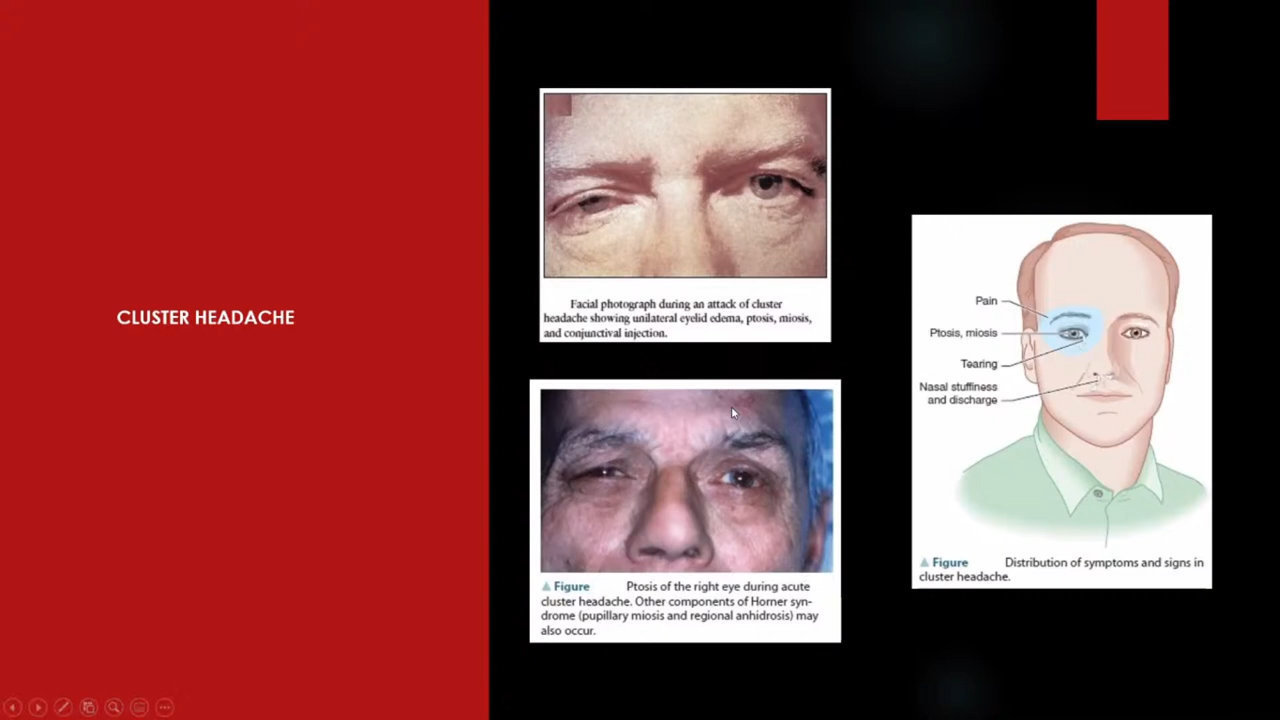 CLUSTER HEADACHE
Facial photograph during an attack of cluster
headache showing unilateral eyelid edema, ptosis, miosis,
and conjunctival injection.
Figure Ptosis of the right eye during acute
cluster headache. Other components of Horner syn-
drome (pupillary miosis and regional anhidrosis) may
also occur.
Pain
Ptosis, miosis
Tearing
Nasal stuffiness
and discharge
Figure Distribution of symptoms and signs in
cluster headache.